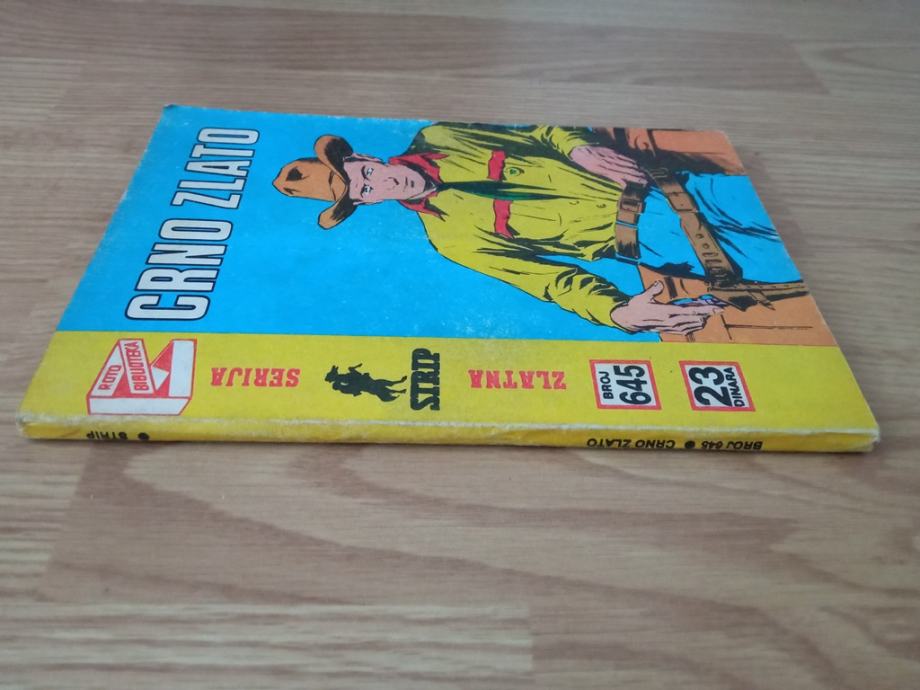 CRNO ZLATO
ROTO
BIBLIOTEKA
SERIJA
STRIP
ZLATNA
BROJ
645
23
DINARA
STRIP ● CRNO ZLATO ● BROJ 645